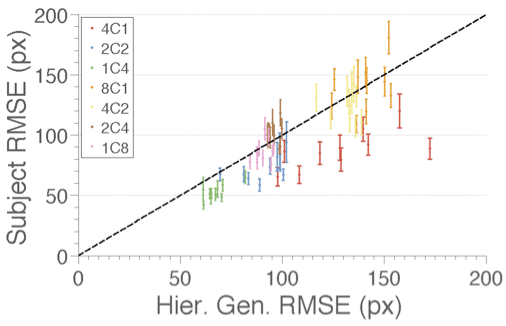 200
150
100
50
0
Subject RMSE (px)
4C1
2C2
1C4
8C1
4C2
2C4
1C8
0 50 100 150 200
Hier. Gen. RMSE (px)